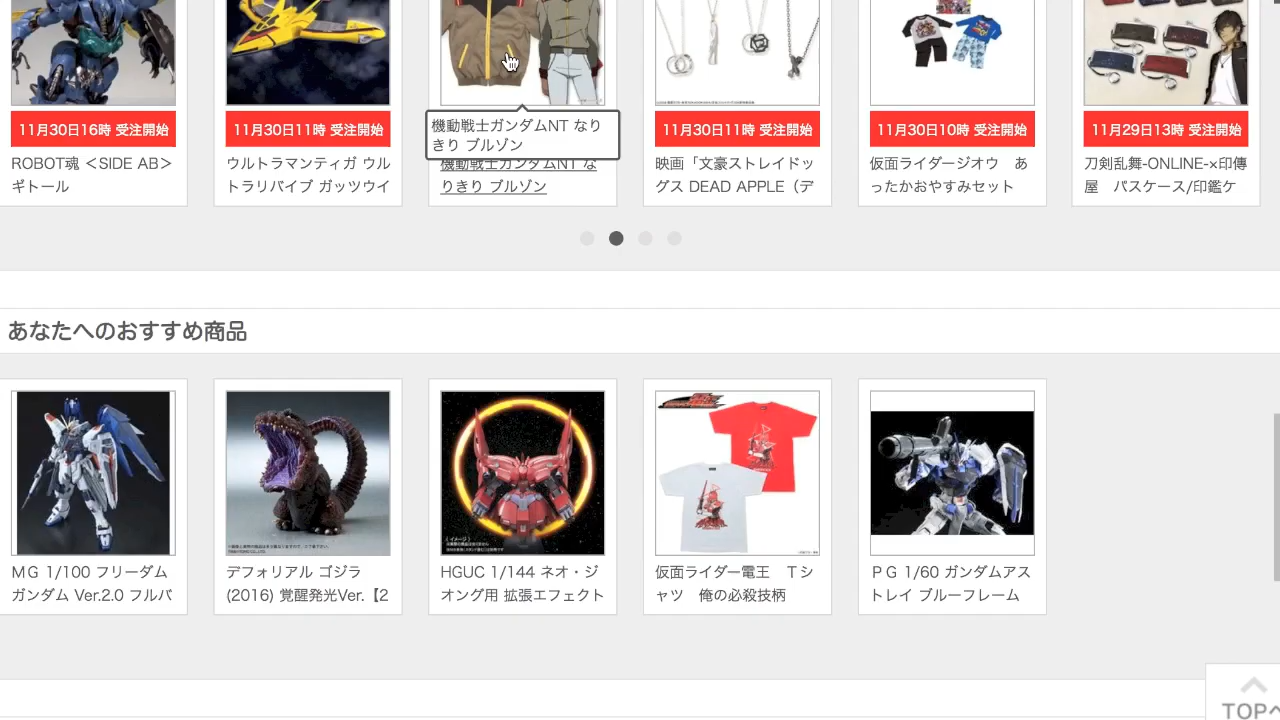 11月30日16時 受注開始
ROBOT魂 ＜SIDE AB＞
ギトール
11月30日11時 受注開始
ウルトラマンティガ ウル
トラリバイブ ガッツウイ
機動戦士ガンダムNT なり
きり ブルゾン
機動戦士ガンダムNT な
りきり ブルゾン
11月30日11時 受注開始
映画「文豪ストレイドッ
グス DEAD APPLE（デ
11月30日10時 受注開始
仮面ライダージオウ　あ
ったかおやすみセット
11月29日13時 受注開始
刀剣乱舞-ONLINE-×印傳
屋　パスケース/印鑑ケ
あなたへのおすすめ商品
ＭＧ 1/100 フリーダム
ガンダム Ver.2.0 フルバ
デフォリアル ゴジラ
(2016) 覚醒発光Ver.【2
HGUC 1/144 ネオ・ジ
オング用 拡張エフェクト
仮面ライダー電王　Ｔシ
ャツ　俺の必殺技柄
ＰＧ 1/60 ガンダムアス
トレイ ブルーフレーム
TOPへ